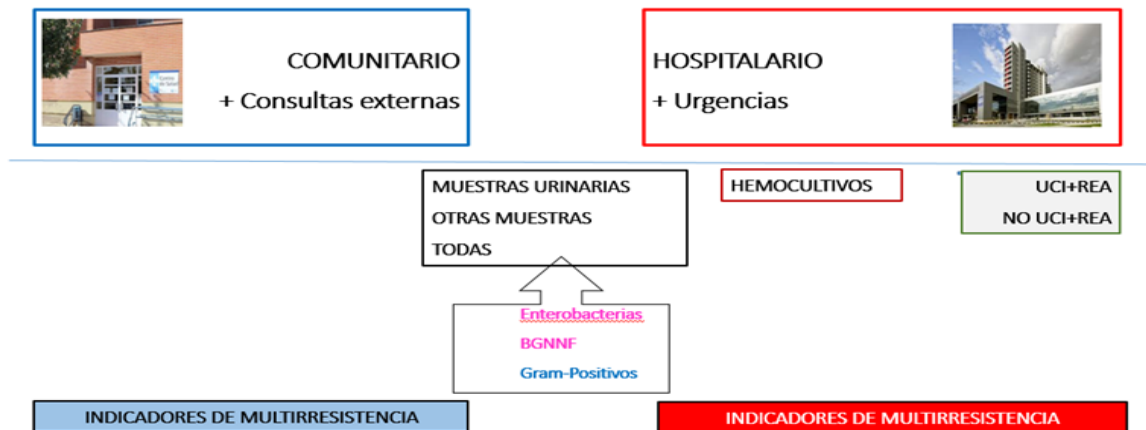 COMUNITARIO
+ Consultas externas
HOSPITALARIO
+ Urgencias
MUESTRAS URINARIAS
OTRAS MUESTRAS
TODAS
HEMOCULTIVOS
UCI+REA
NO UCI+REA
Enterobacterias
BGNNF
Gram-Positivos
INDICADORES DE MULTIRRESISTENCIA
INDICADORES DE MULTIRRESISTENCIA